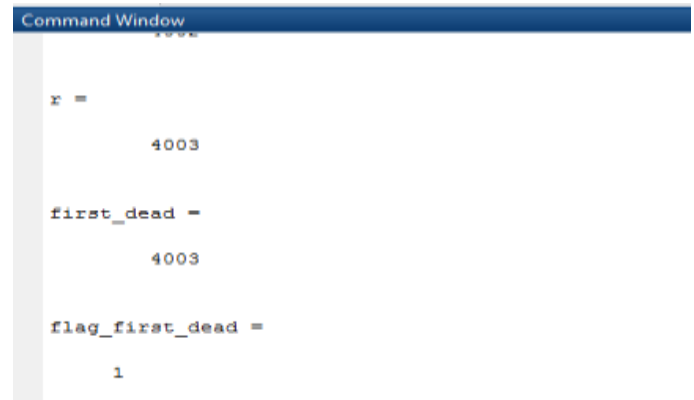 Command Window
r =
4003
first_dead =
4003
flag_first_dead =
1